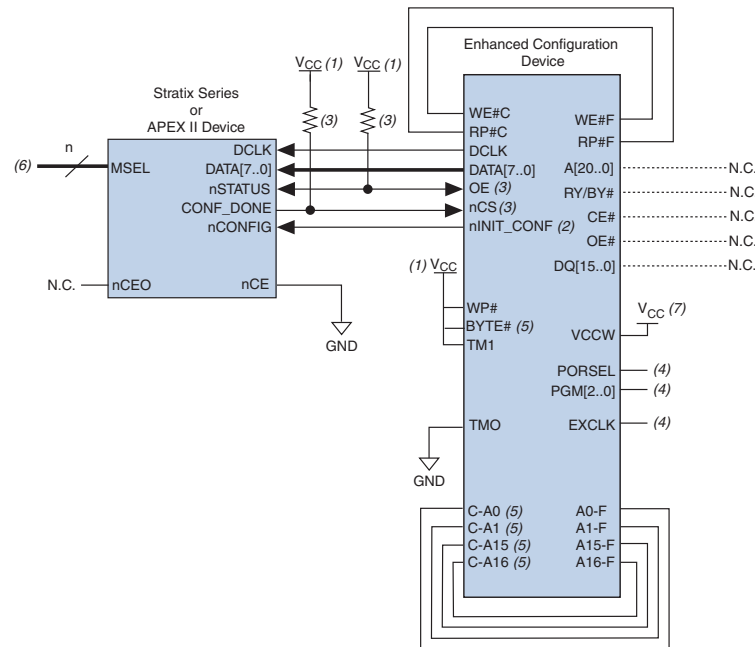 Enhanced Configuration
Device
VCC (1)
VCC (1)
Stratix Series
or
APEX II Device
(3)
(3)
WE#C
RP#C
WE#F
RP#F
n
(6)
MSEL
DCLK
DCLK
DATA[7..0]
DATA[7..0]
A[20..0]
N.C.
nSTATUS
OE (3)
RY/BY#
N.C.
CONF_DONE
nCS (3)
CE#
N.C.
nCONFIG
nINIT_CONF (2)
OE#
N.C.
(1) VCC
DQ[15..0]
N.C.
N.C.
nCEO
nCE
GND
WP#
BYTE# (5)
TM1
VCC (7)
VCCW
PORSEL
(4)
PGM[2..0]
(4)
TMO
EXCLK
(4)
GND
C-A0 (5)
A0-F
C-A1 (5)
A1-F
C-A15 (5)
A15-F
C-A16 (5)
A16-F